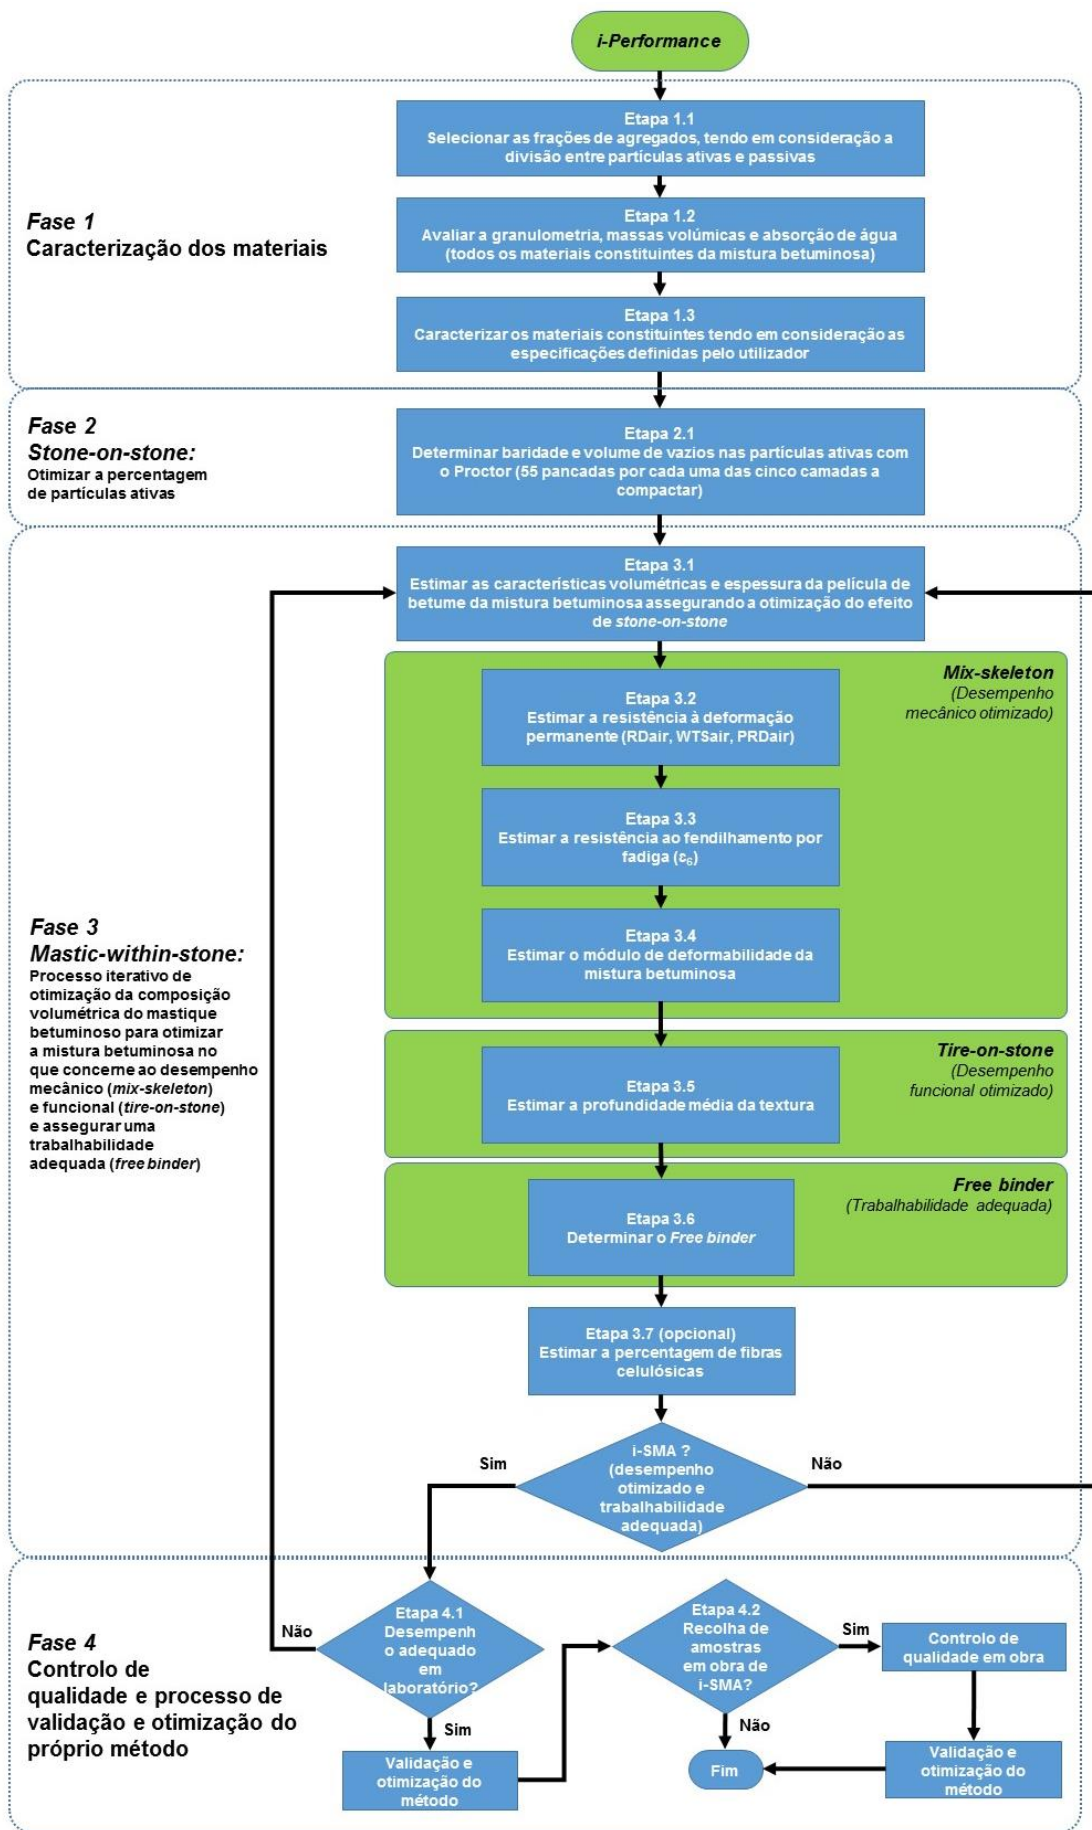 i-Performance
Fase 1
Caracterização dos materiais
Etapa 1.1
Selecionar as frações de agregados, tendo em consideração a
divisão entre partículas ativas e passivas
Etapa 1.2
Avaliar a granulometria, massas volúmicas e absorção de água
(todos os materiais constituintes da mistura betuminosa)
Etapa 1.3
Caracterizar os materiais constituintes tendo em consideração as
especificações definidas pelo utilizador
Fase 2
Stone-on-stone:
Otimizar a percentagem
de partículas ativas
Etapa 2.1
Determinar baridade e volume de vazios nas partículas ativas com
o Proctor (55 pancadas por cada uma das cinco camadas a
compactar)
Fase 3
Mastic-within-stone:
Processo iterativo de
otimização da composição
volumétrica do mastique
betuminoso para otimizar
a mistura betuminosa no
que concerne ao desempenho
mecânico (mix-skeleton)
e funcional (tire-on-stone)
e assegurar uma
trabalhabilidade
adequada (free binder)
Etapa 3.1
Estimar as características volumétricas e espessura da película de
betume da mistura betuminosa assegurando a otimização do efeito
de stone-on-stone
Mix-skeleton
(Desempenho
mecânico otimizado)
Etapa 3.2
Estimar a resistência à deformação
permanente (RDair, WTSair, PRDair)
Etapa 3.3
Estimar a resistência ao fendilhamento por
fadiga (ε₆)
Etapa 3.4
Estimar o módulo de deformabilidade da
mistura betuminosa
Tire-on-stone
(Desempenho
funcional otimizado)
Etapa 3.5
Estimar a profundidade média da textura
Free binder
(Trabalhabilidade adequada)
Etapa 3.6
Determinar o Free binder
Etapa 3.7 (opcional)
Estimar a percentagem de fibras
celulósicas
i-SMA ?
(desempenho
otimizado e
trabalhabilidade
adequada)
Sim
Não
Fase 4
Controlo de
qualidade e processo de
validação e otimização do
próprio método
Etapa 4.1
Desempenh
o adequado
em
laboratório?
Não
Sim
Validação e
otimização do
método
Etapa 4.2
Recolha de
amostras
em obra de
i-SMA?
Sim
Não
Controlo de
qualidade em obra
Validação e
otimização do
método
Fim